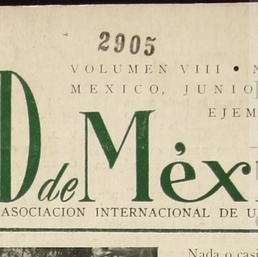 2905
VOLUMEN VIII • N
MEXICO, JUNIO
EJEM
D de Méx
ASOCIACION INTERNACIONAL DE U
Nada o casi